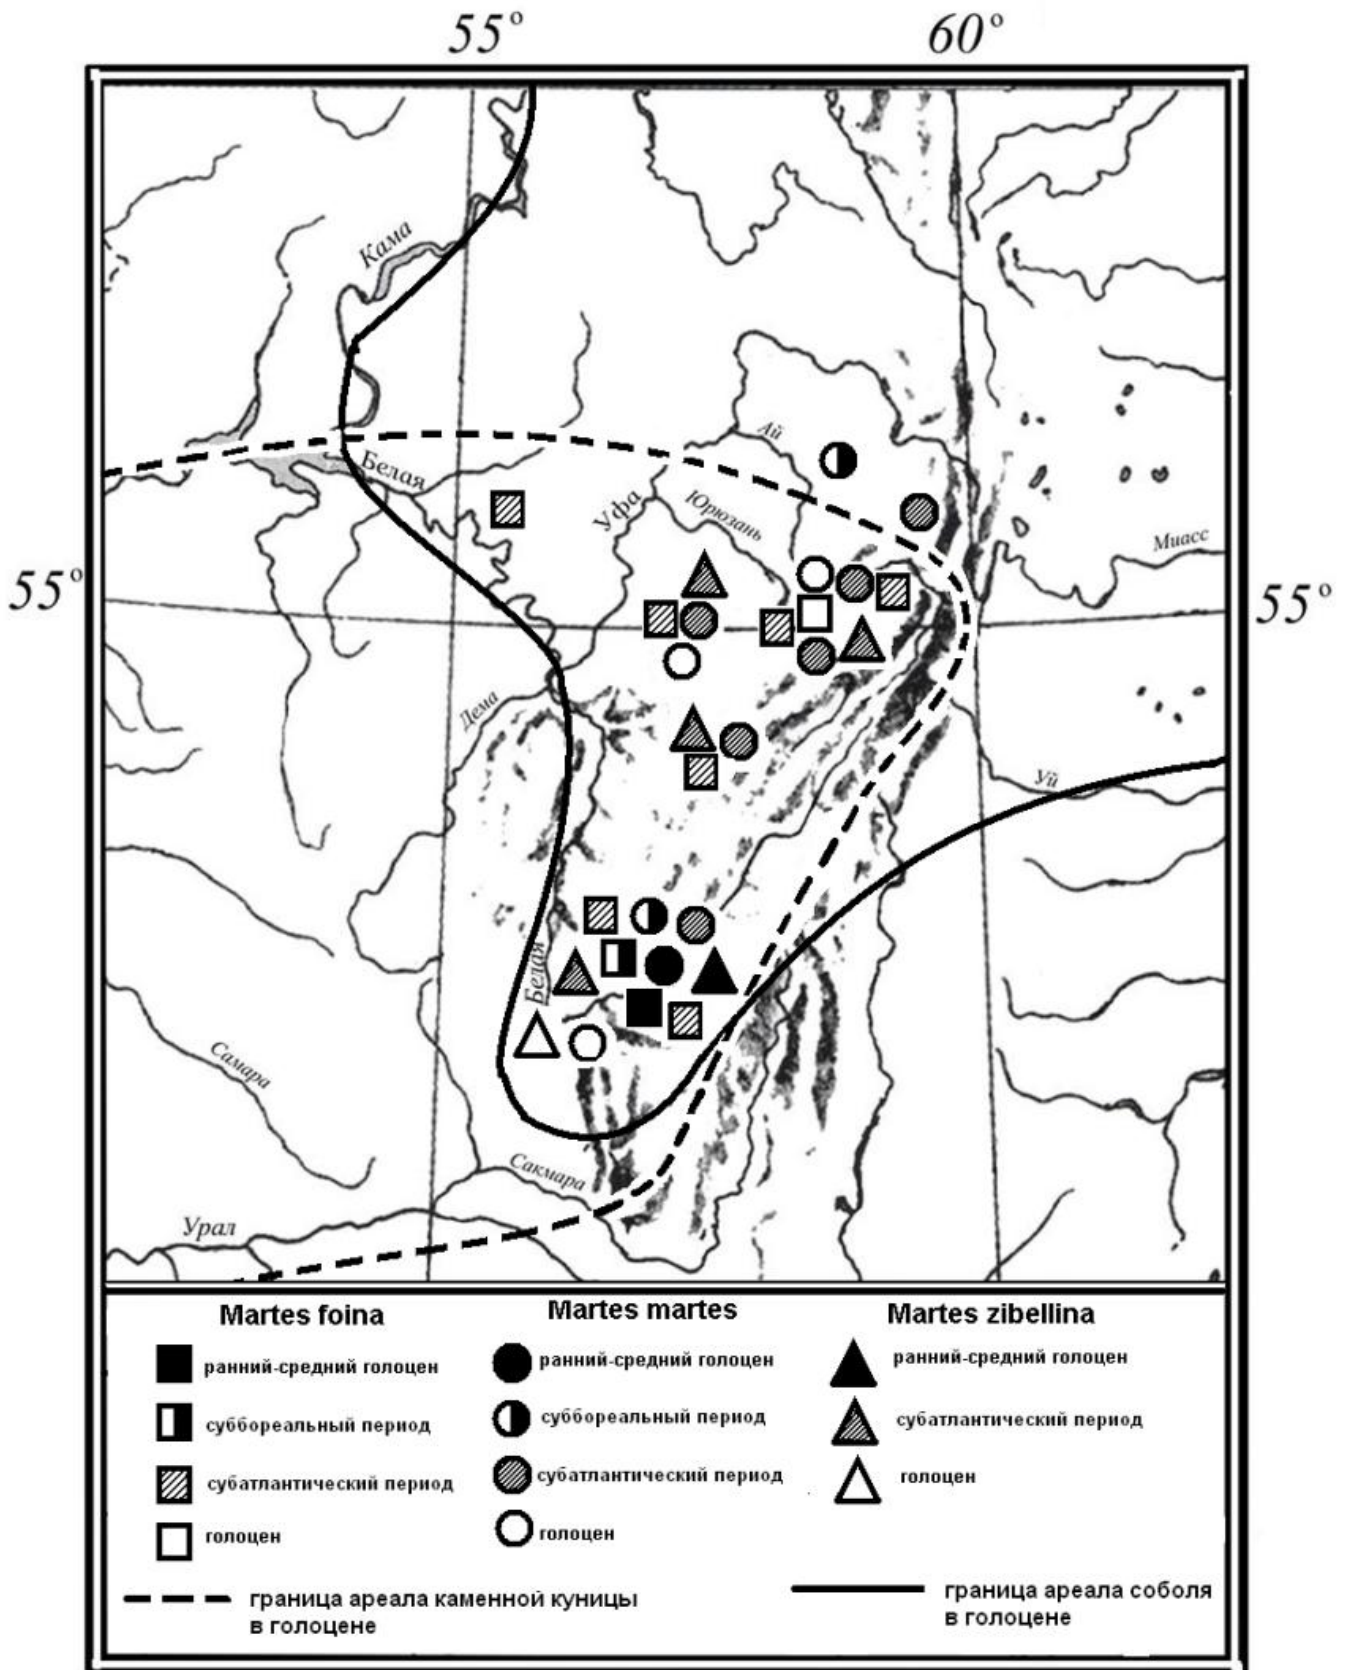 55°
60°
Кама
Ай
Белая
Уфа
Юрюзань
Миасс
55°
55°
Дема
Уй
Белая
Самара
Сакмара
Урал
Martes foina
Martes martes
Martes zibellina
ранний-средний голоцен
ранний-средний голоцен
ранний-средний голоцен
суббореальный период
суббореальный период
субатлантический период
субатлантический период
субатлантический период
голоцен
голоцен
голоцен
граница ареала каменной куницы
в голоцене
граница ареала соболя
в голоцене